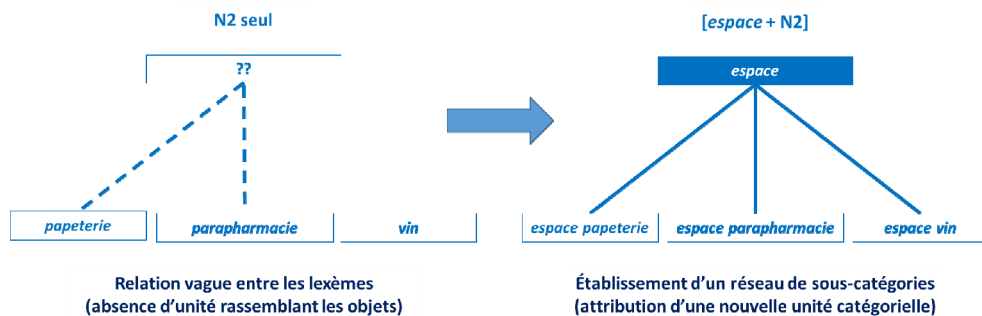 N2 seul
[espace + N2]
??
espace
papeterie
parapharmacie
vin
espace papeterie
espace parapharmacie
espace vin
Relation vague entre les lexèmes
(absence d’unité rassemblant les objets)
Établissement d’un réseau de sous-catégories
(attribution d’une nouvelle unité catégorielle)